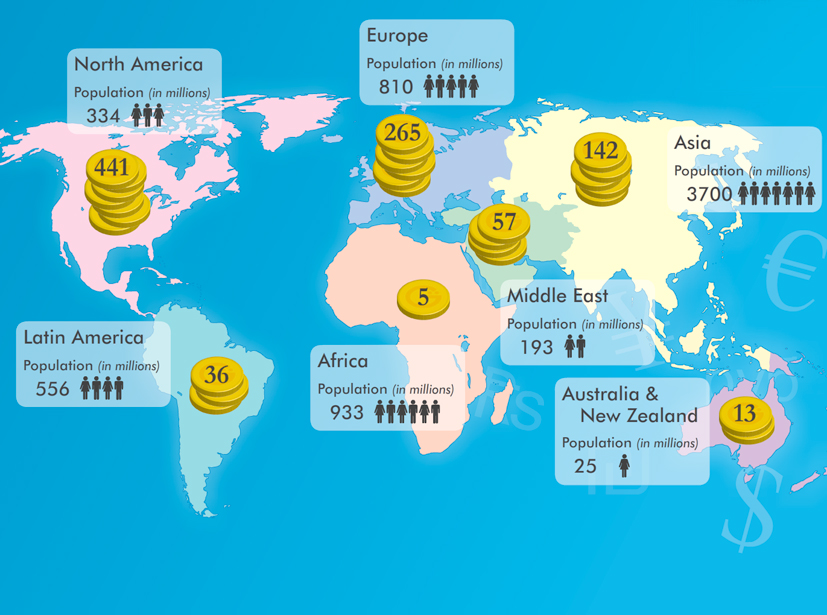 Europe
Population (in millions)
810
North America
Population (in millions)
334
265
441
142
Asia
Population (in millions)
3700
57
5
Middle East
Population (in millions)
193
Latin America
Population (in millions)
556
36
Africa
Population (in millions)
933
Australia &
New Zealand
Population (in millions)
25
13
€
$